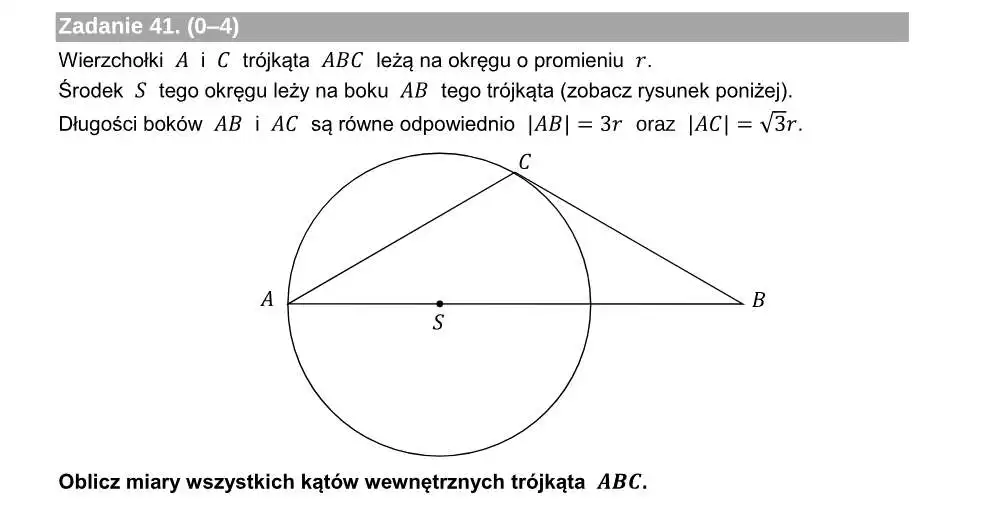 Zadanie 41. (0–4)
Wierzchołki A i C trójkąta ABC leżą na okręgu o promieniu r.
Środek S tego okręgu leży na boku AB tego trójkąta (zobacz rysunek poniżej).
Długości boków AB i AC są równe odpowiednio |AB| = 3r oraz |AC| = √3r.
C
A
B
S
Oblicz miary wszystkich kątów wewnętrznych trójkąta ABC.